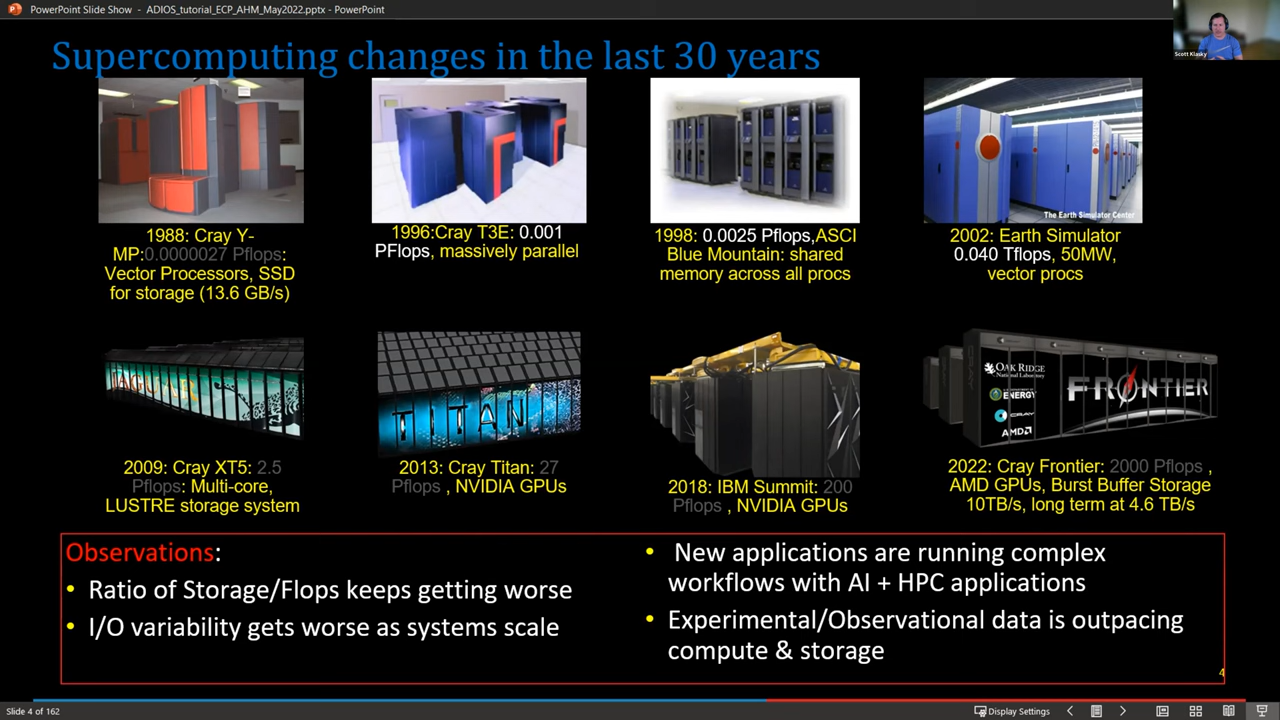 PowerPoint Slide Show - ADIOS_tutorial_ECP_AHM_May2022.pptx - PowerPoint
Scott Klasky
Supercomputing changes in the last 30 years
The Earth Simulator Center
1988: Cray Y-
MP:0.0000027 Pflops:
Vector Processors, SSD
for storage (13.6 GB/s)
1996:Cray T3E: 0.001
PFlops, massively parallel
1998: 0.0025 Pflops,ASCI
Blue Mountain: shared
memory across all procs
2002: Earth Simulator
0.040 Tflops, 50MW,
vector procs
JAGUAR
TITAN
OAK RIDGE
National Laboratory
ENERGY
CRAY
AMD
FRONTIER
2009: Cray XT5: 2.5
Pflops: Multi-core,
LUSTRE storage system
2013: Cray Titan: 27
Pflops , NVIDIA GPUs
2018: IBM Summit: 200
Pflops , NVIDIA GPUs
2022: Cray Frontier: 2000 Pflops ,
AMD GPUs, Burst Buffer Storage
10TB/s, long term at 4.6 TB/s
Observations:
• Ratio of Storage/Flops keeps getting worse
• I/O variability gets worse as systems scale
• New applications are running complex
workflows with AI + HPC applications
• Experimental/Observational data is outpacing
compute & storage
4
Slide 4 of 162
Display Settings